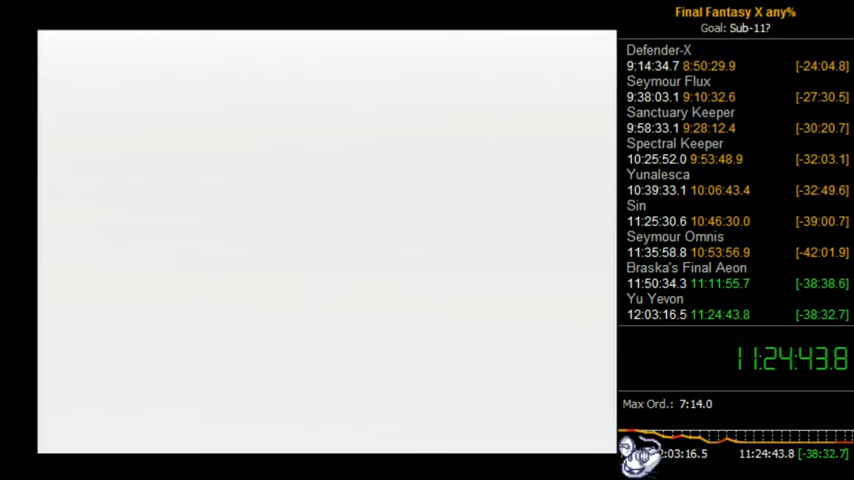 Final Fantasy X any%
Goal: Sub-11?
Defender-X
9:14:34.7 8:50:29.9 [-24:04.8]
Seymour Flux
9:38:03.1 9:10:32.6 [-27:30.5]
Sanctuary Keeper
9:58:33.1 9:28:12.4 [-30:20.7]
Spectral Keeper
10:25:52.0 9:53:48.9 [-32:03.1]
Yunalesca
10:39:33.1 10:06:43.4 [-32:49.6]
Sin
11:25:30.6 10:46:30.0 [-39:00.7]
Seymour Omnis
11:35:58.8 10:53:56.9 [-42:01.9]
Braska's Final Aeon
11:50:34.3 11:11:55.7 [-38:38.6]
Yu Yevon
12:03:16.5 11:24:43.8 [-38:32.7]
11:24:43.8
Max Ord.: 7:14.0
2:03:16.5 11:24:43.8 [-38:32.7]